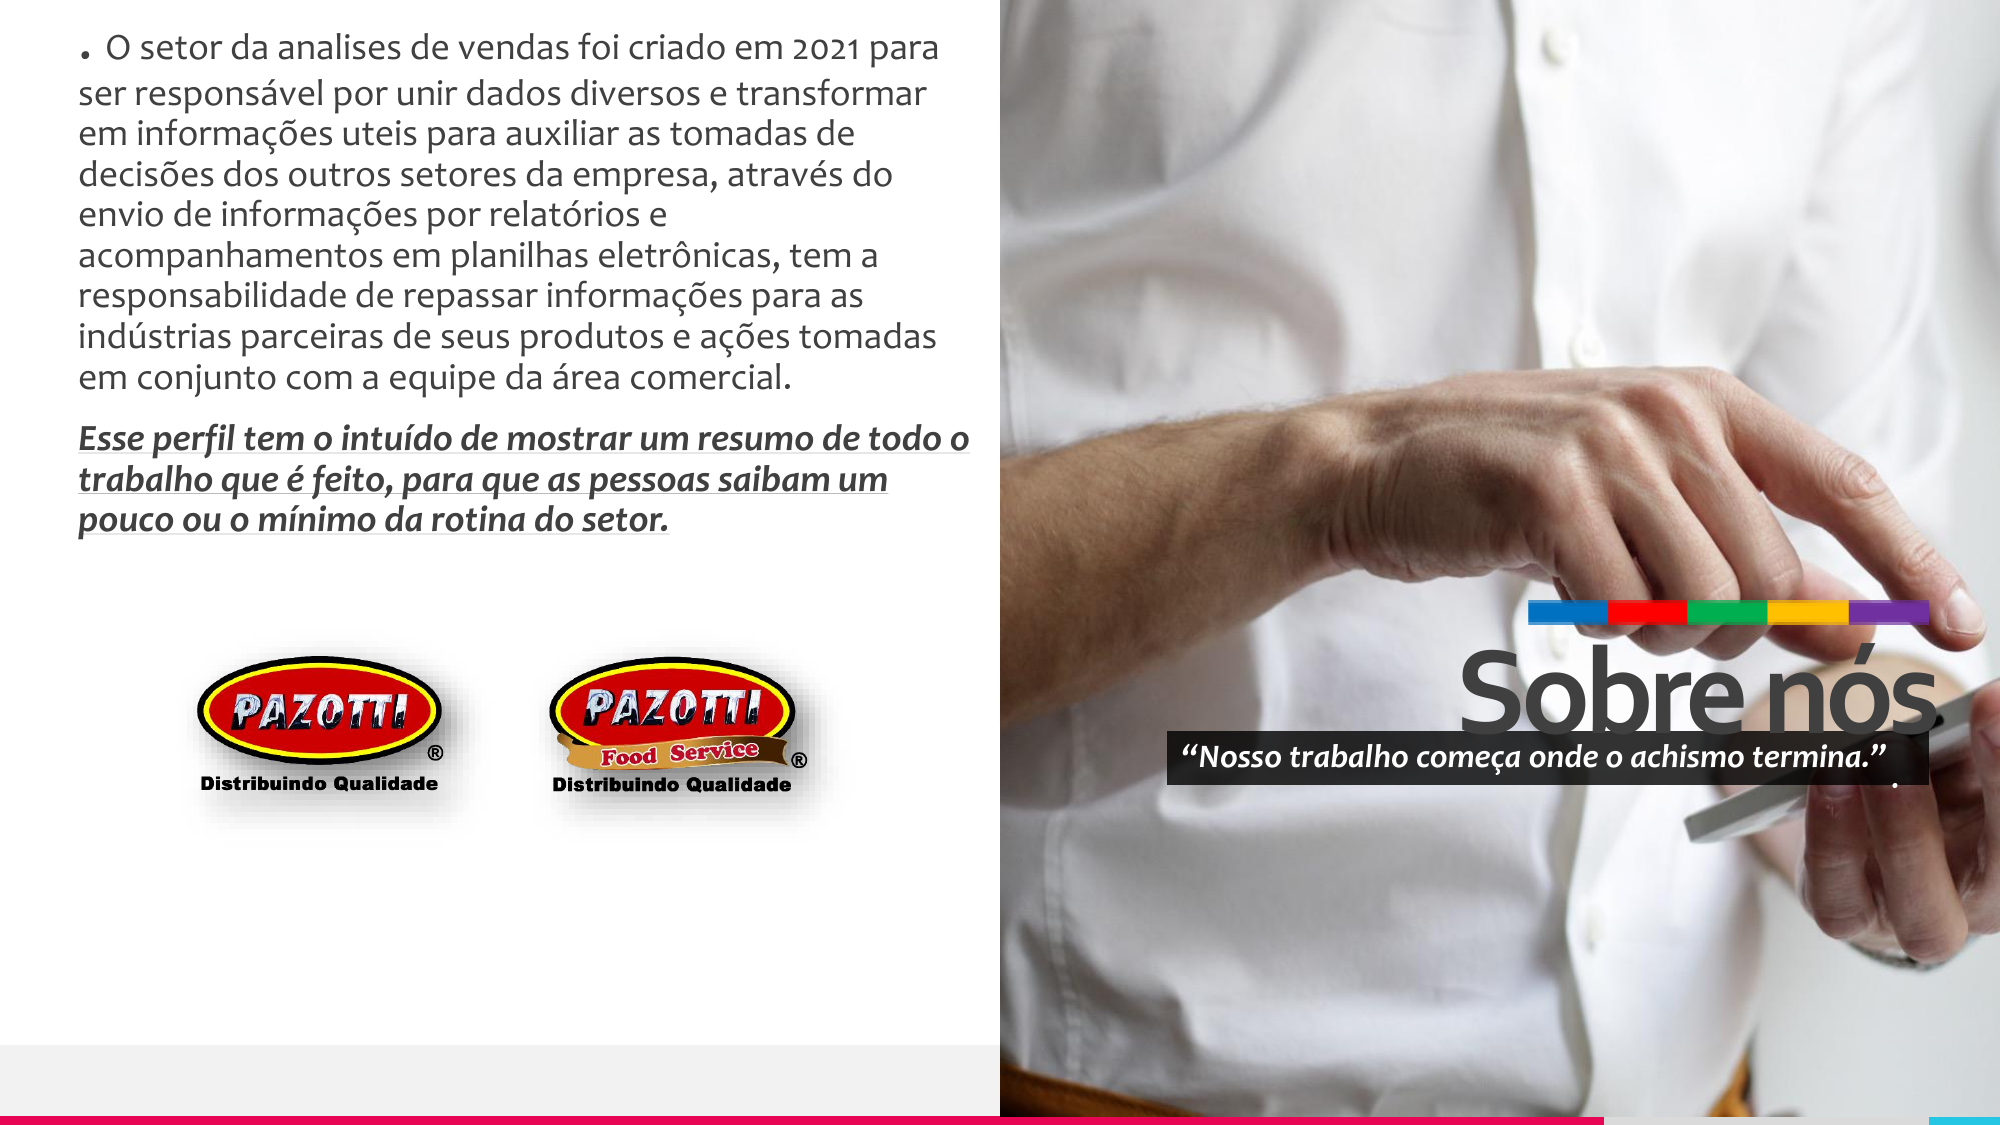 . O setor da analises de vendas foi criado em 2021 para
ser responsável por unir dados diversos e transformar
em informações uteis para auxiliar as tomadas de
decisões dos outros setores da empresa, através do
envio de informações por relatórios e
acompanhamentos em planilhas eletrônicas, tem a
responsabilidade de repassar informações para as
indústrias parceiras de seus produtos e ações tomadas
em conjunto com a equipe da área comercial.
Esse perfil tem o intuído de mostrar um resumo de todo o
trabalho que é feito, para que as pessoas saibam um
pouco ou o mínimo da rotina do setor.
PAZOTTI
®
Distribuindo Qualidade
PAZOTTI
Food Service
®
Distribuindo Qualidade
Sobre nós
“Nosso trabalho começa onde o achismo termina.”
.